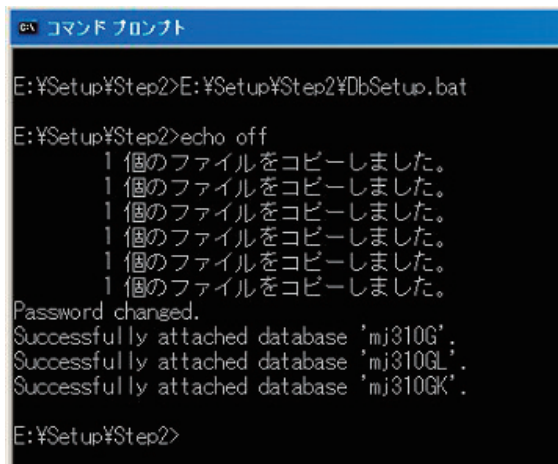 コマンド プロンプト
E:¥Setup¥Step2>E:¥Setup¥Step2¥DbSetup.bat
E:¥Setup¥Step2>echo off
1 個のファイルをコピーしました。
1 個のファイルをコピーしました。
1 個のファイルをコピーしました。
1 個のファイルをコピーしました。
1 個のファイルをコピーしました。
1 個のファイルをコピーしました。
Password changed.
Successfully attached database 'mj310G'.
Successfully attached database 'mj310GL'.
Successfully attached database 'mj310GK'.
E:¥Setup¥Step2>